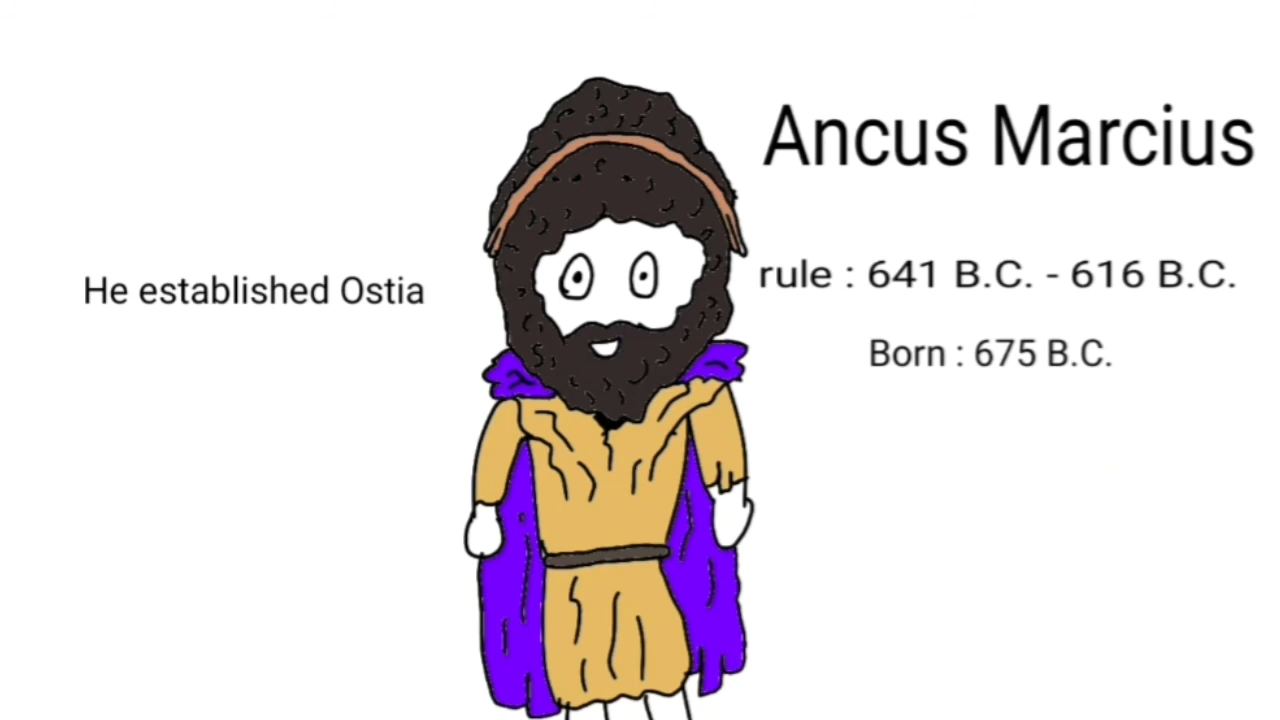 Ancus Marcius
He established Ostia
rule : 641 B.C. - 616 B.C.
Born : 675 B.C.